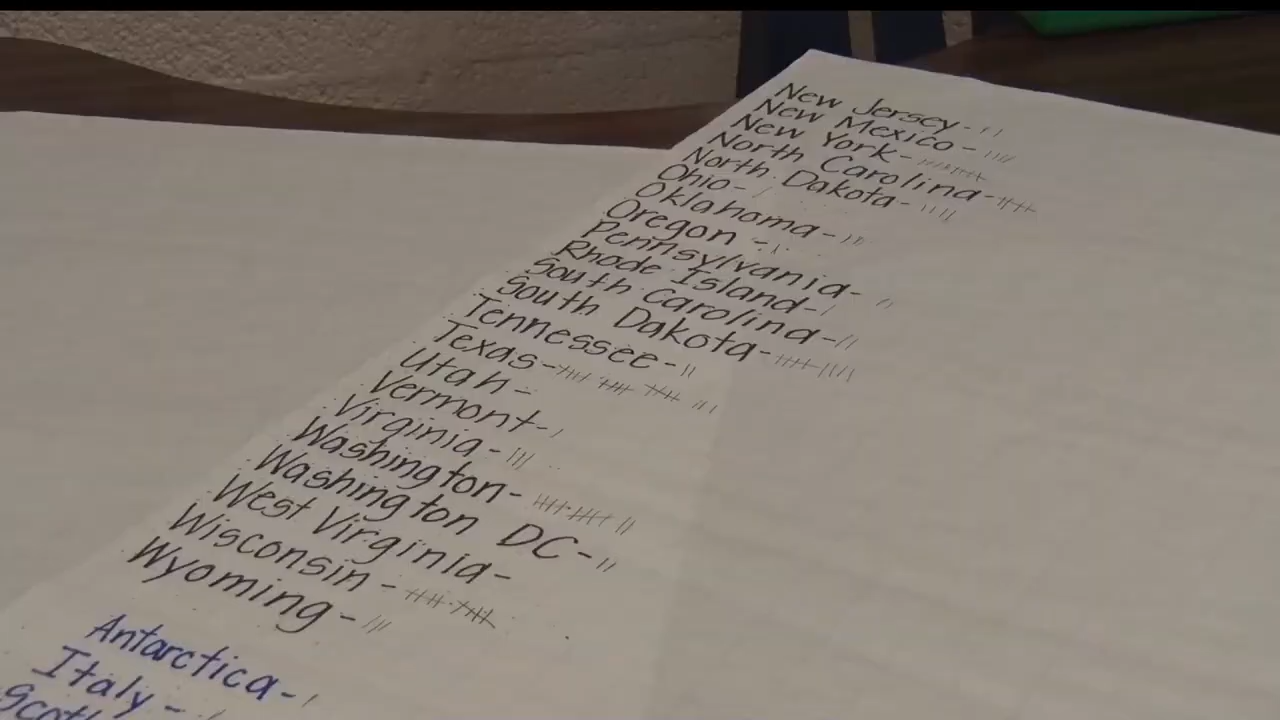 New Jersey -
New Mexico -
New York -
North Carolina -
North Dakota -
Ohio -
Oklahoma -
Oregon -
Pennsylvania -
Rhode Island -
South Carolina -
South Dakota -
Tennessee -
Texas -
Utah -
Vermont -
Virginia -
Washington -
Washington DC -
West Virginia -
Wisconsin -
Wyoming -
Antarctica -
Italy -